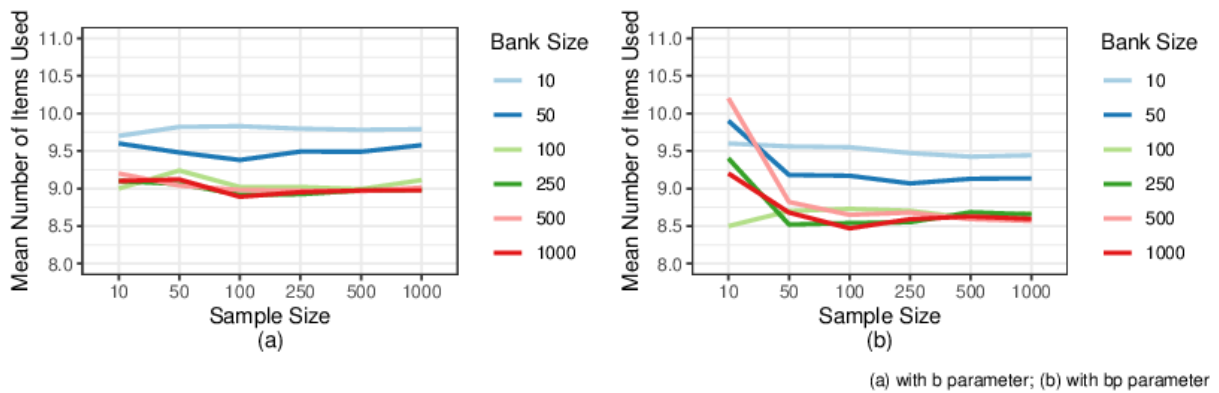 Mean Number of Items Used
11.0
10.5
10.0
9.5
9.0
8.5
8.0
10 50 100 250 500 1000
Sample Size
(a)
Bank Size
10
50
100
250
500
1000
Mean Number of Items Used
11.0
10.5
10.0
9.5
9.0
8.5
8.0
10 50 100 250 500 1000
Sample Size
(b)
Bank Size
10
50
100
250
500
1000
(a) with b parameter; (b) with bp parameter